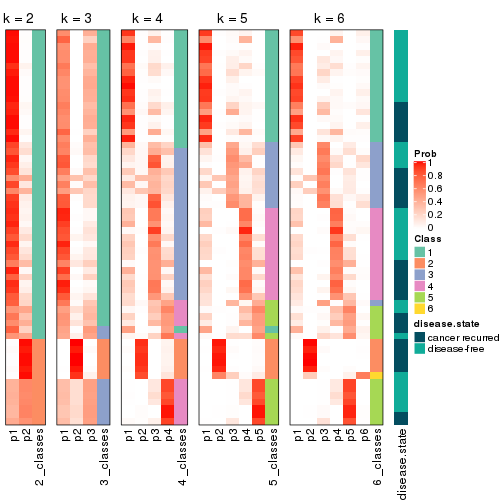 k = 2 k = 3 k = 4 k = 5 k = 6
Prob
1
0.8
0.6
0.4
0.2
0
Class
1
2
3
4
5
6
disease.state
cancer recurred
disease-free
p1 p2 2_classes p1 p2 p3 3_classes p1 p2 p3 p4 4_classes p1 p2 p3 p4 p5 5_classes p1 p2 p3 p4 p5 p6 6_classes disease.state